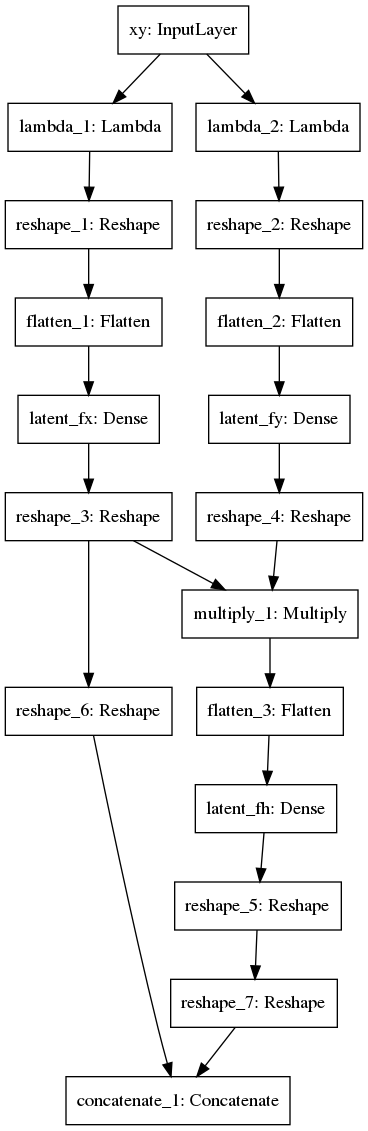 xy: InputLayer
lambda_1: Lambda
lambda_2: Lambda
reshape_1: Reshape
reshape_2: Reshape
flatten_1: Flatten
flatten_2: Flatten
latent_fx: Dense
latent_fy: Dense
reshape_3: Reshape
reshape_4: Reshape
multiply_1: Multiply
reshape_6: Reshape
flatten_3: Flatten
latent_fh: Dense
reshape_5: Reshape
reshape_7: Reshape
concatenate_1: Concatenate